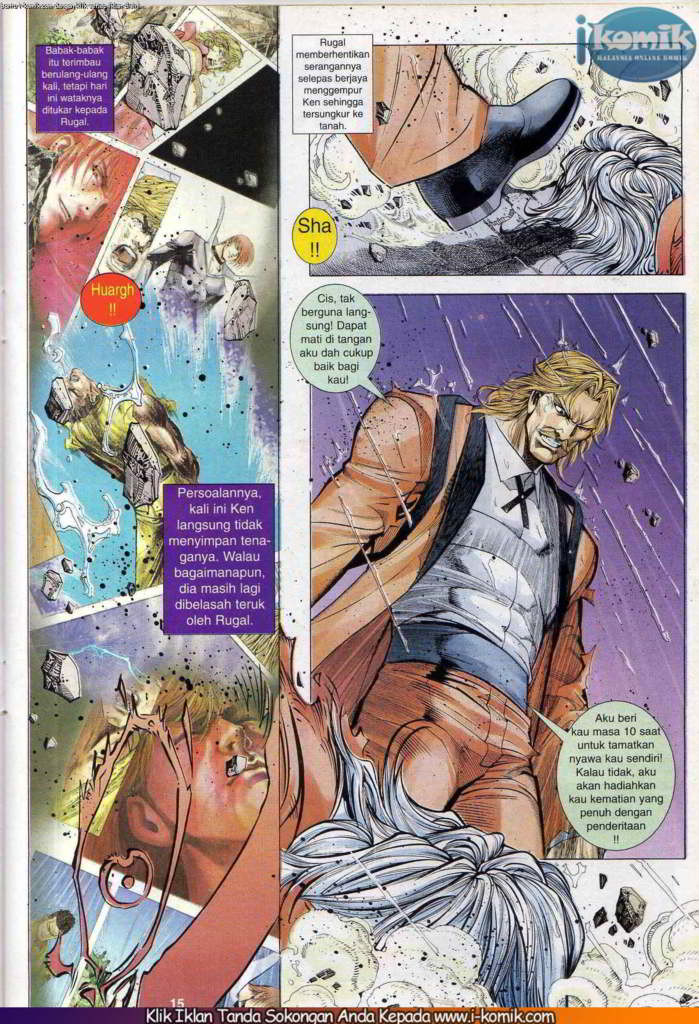 Babak-babak
itu terimbau
berulang-ulang
kali, tetapi hari
ini wataknya
ditukar kepada
Rugal.
Rugal
memberhentikan
serangannya
selepas berjaya
menggempur
Ken sehingga
tersungkur ke
tanah.
ikomik
MALAYSIA ONLINE KOMIK
Sha
!!
Huargh
!!
Cis, tak
berguna lang-
sung! Dapat
mati di tangan
aku dah cukup
baik bagi
kau!
Persoalannya,
kali ini Ken
langsung tidak
menyimpan tena-
ganya. Walau
bagaimanapun,
dia masih lagi
dibelasah teruk
oleh Rugal.
Aku beri
kau masa 10 saat
untuk tamatkan
nyawa kau sendiri!
Kalau tidak, aku
akan hadiahkan
kau kematian yang
penuh dengan
penderitaan
!!
15
Klik Iklan Tanda Sokongan Anda Kepada www.i-komik.com